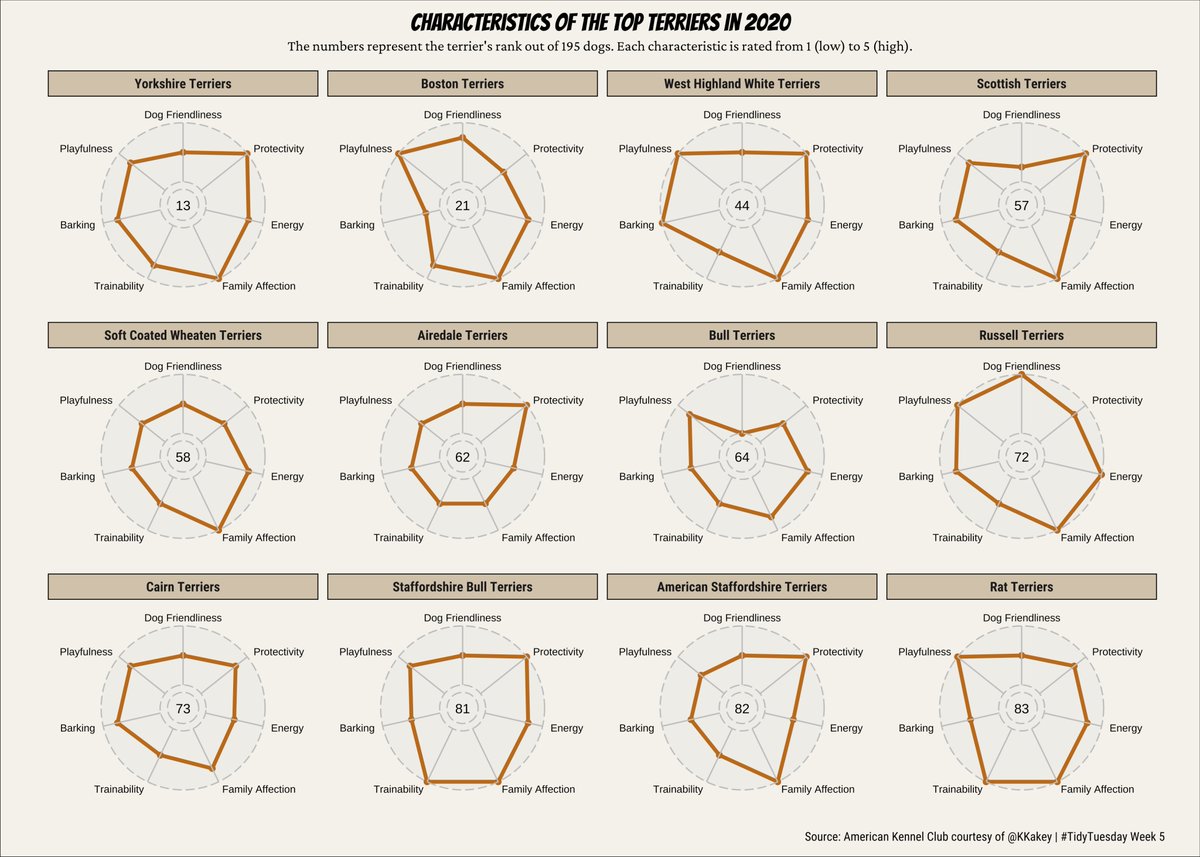 CHARACTERISTICS OF THE TOP TERRIERS IN 2020
The numbers represent the terrier's rank out of 195 dogs. Each characteristic is rated from 1 (low) to 5 (high).
Yorkshire Terriers
Dog Friendliness
Playfulness
Protectivity
13
Barking
Energy
Trainability
Family Affection
Boston Terriers
Dog Friendliness
Playfulness
Protectivity
21
Barking
Energy
Trainability
Family Affection
West Highland White Terriers
Dog Friendliness
Playfulness
Protectivity
44
Barking
Energy
Trainability
Family Affection
Scottish Terriers
Dog Friendliness
Playfulness
Protectivity
57
Barking
Energy
Trainability
Family Affection
Soft Coated Wheaten Terriers
Dog Friendliness
Playfulness
Protectivity
58
Barking
Energy
Trainability
Family Affection
Airedale Terriers
Dog Friendliness
Playfulness
Protectivity
62
Barking
Energy
Trainability
Family Affection
Bull Terriers
Dog Friendliness
Playfulness
Protectivity
64
Barking
Energy
Trainability
Family Affection
Russell Terriers
Dog Friendliness
Playfulness
Protectivity
72
Barking
Energy
Trainability
Family Affection
Cairn Terriers
Dog Friendliness
Playfulness
Protectivity
73
Barking
Energy
Trainability
Family Affection
Staffordshire Bull Terriers
Dog Friendliness
Playfulness
Protectivity
81
Barking
Energy
Trainability
Family Affection
American Staffordshire Terriers
Dog Friendliness
Playfulness
Protectivity
82
Barking
Energy
Trainability
Family Affection
Rat Terriers
Dog Friendliness
Playfulness
Protectivity
83
Barking
Energy
Trainability
Family Affection
Source: American Kennel Club courtesy of @KKakey | #TidyTuesday Week 5